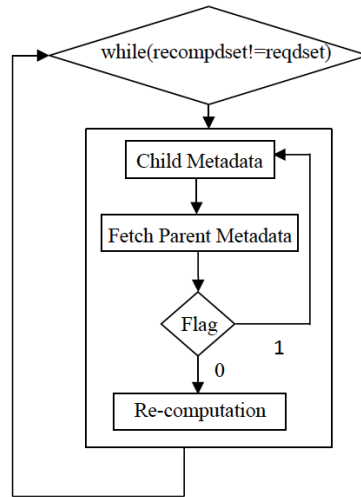 while(recompdset!=reqdset)
Child Metadata
Fetch Parent Metadata
Flag
1
0
Re-computation